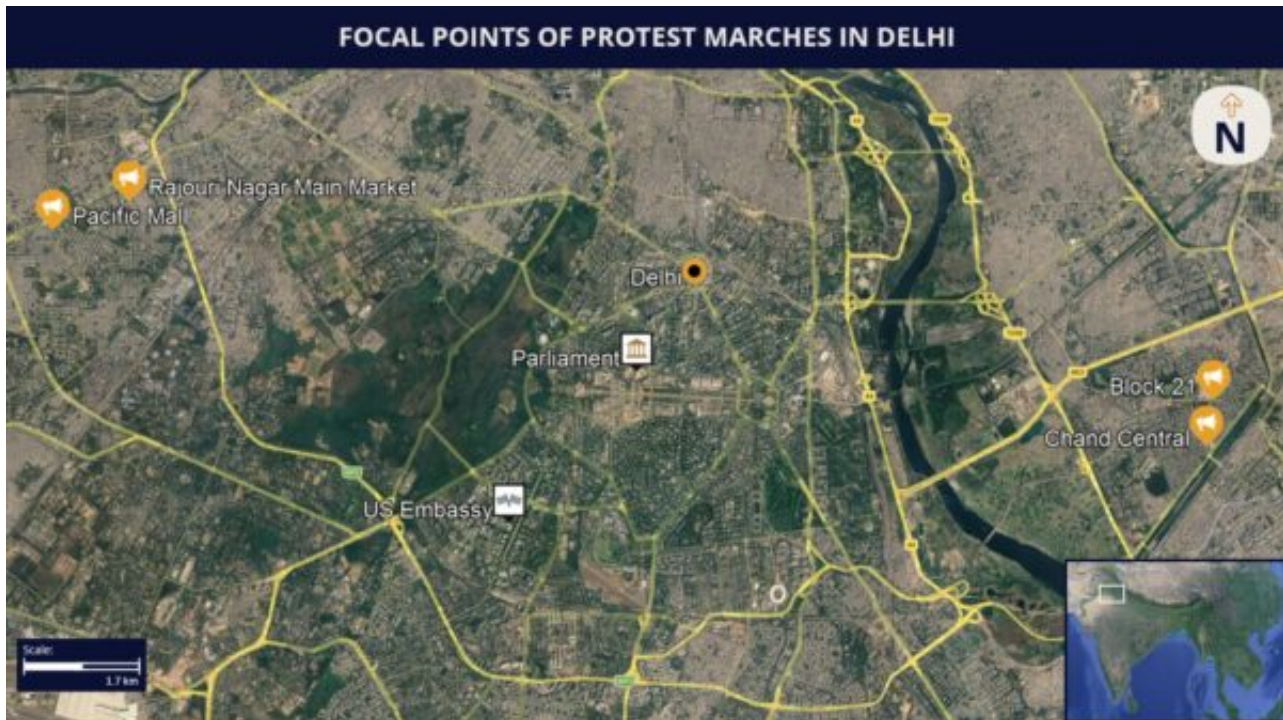 FOCAL POINTS OF PROTEST MARCHES IN DELHI
N
Rajouri Nagar Main Market
Pacific Mall
Delhi
Parliament
Block 21
Chand Central
US Embassy
Scale:
1.7 km